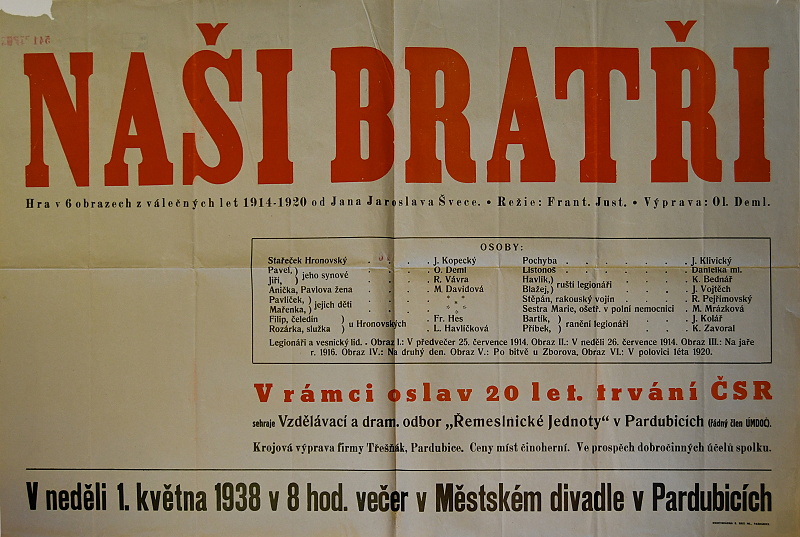 NAŠI BRATŘI
Hra v 6 obrazech z válečných let 1914-1920 od Jana Jaroslava Švece. • Režie: Frant. Just. • Výprava: Ol. Deml.
OSOBY:
Stařeček Hronovský . . . . J. Kopecký
Pavel, ) jeho synové . . . . O. Deml
Jiří, ) . . . . R. Vávra
Anička, Pavlova žena . . . . M. Davidová
Pavlíček, ) jejich děti . . . . * * *
Mařenka, ) . . . . * * *
Filip, čeledín ) u Hronovských Fr. Hes
Rozárka, služka ) L. Havlíčková
Pochyba . . . . . . J. Klivický
Listonoš . . . . . . Danielka ml.
Havlík, ) ruští legionáři . . . . K. Bednář
Blažej, ) . . . . J. Vojtěch
Štěpán, rakouský vojín . . . . R. Pejřimovský
Sestra Marie, ošetř. v polní nemocnici . M. Mrázková
Bartík, ) ranění legionáři . . . . J. Kolář
Příbek, ) . . . . K. Zavoral
Legionáři a vesnický lid. - Obraz I.: V předvečer 25. července 1914. Obraz II.: V neděli 26. července 1914. Obraz III.: Na jaře
r. 1916. Obraz IV.: Na druhý den. Obraz V.: Po bitvě u Zborova, Obraz VI.: V polovici léta 1920.
V rámci oslav 20 let. trvání ČSR
sehraje Vzdělávací a dram. odbor „Řemeslnické Jednoty" v Pardubicích (řádný člen ÚMDOČ).
Krojová výprava firmy Třešňák, Pardubice. Ceny míst činoherní. Ve prospěch dobročinných účelů spolku.
V neděli 1. května 1938 v 8 hod. večer v Městském divadle v Pardubicích